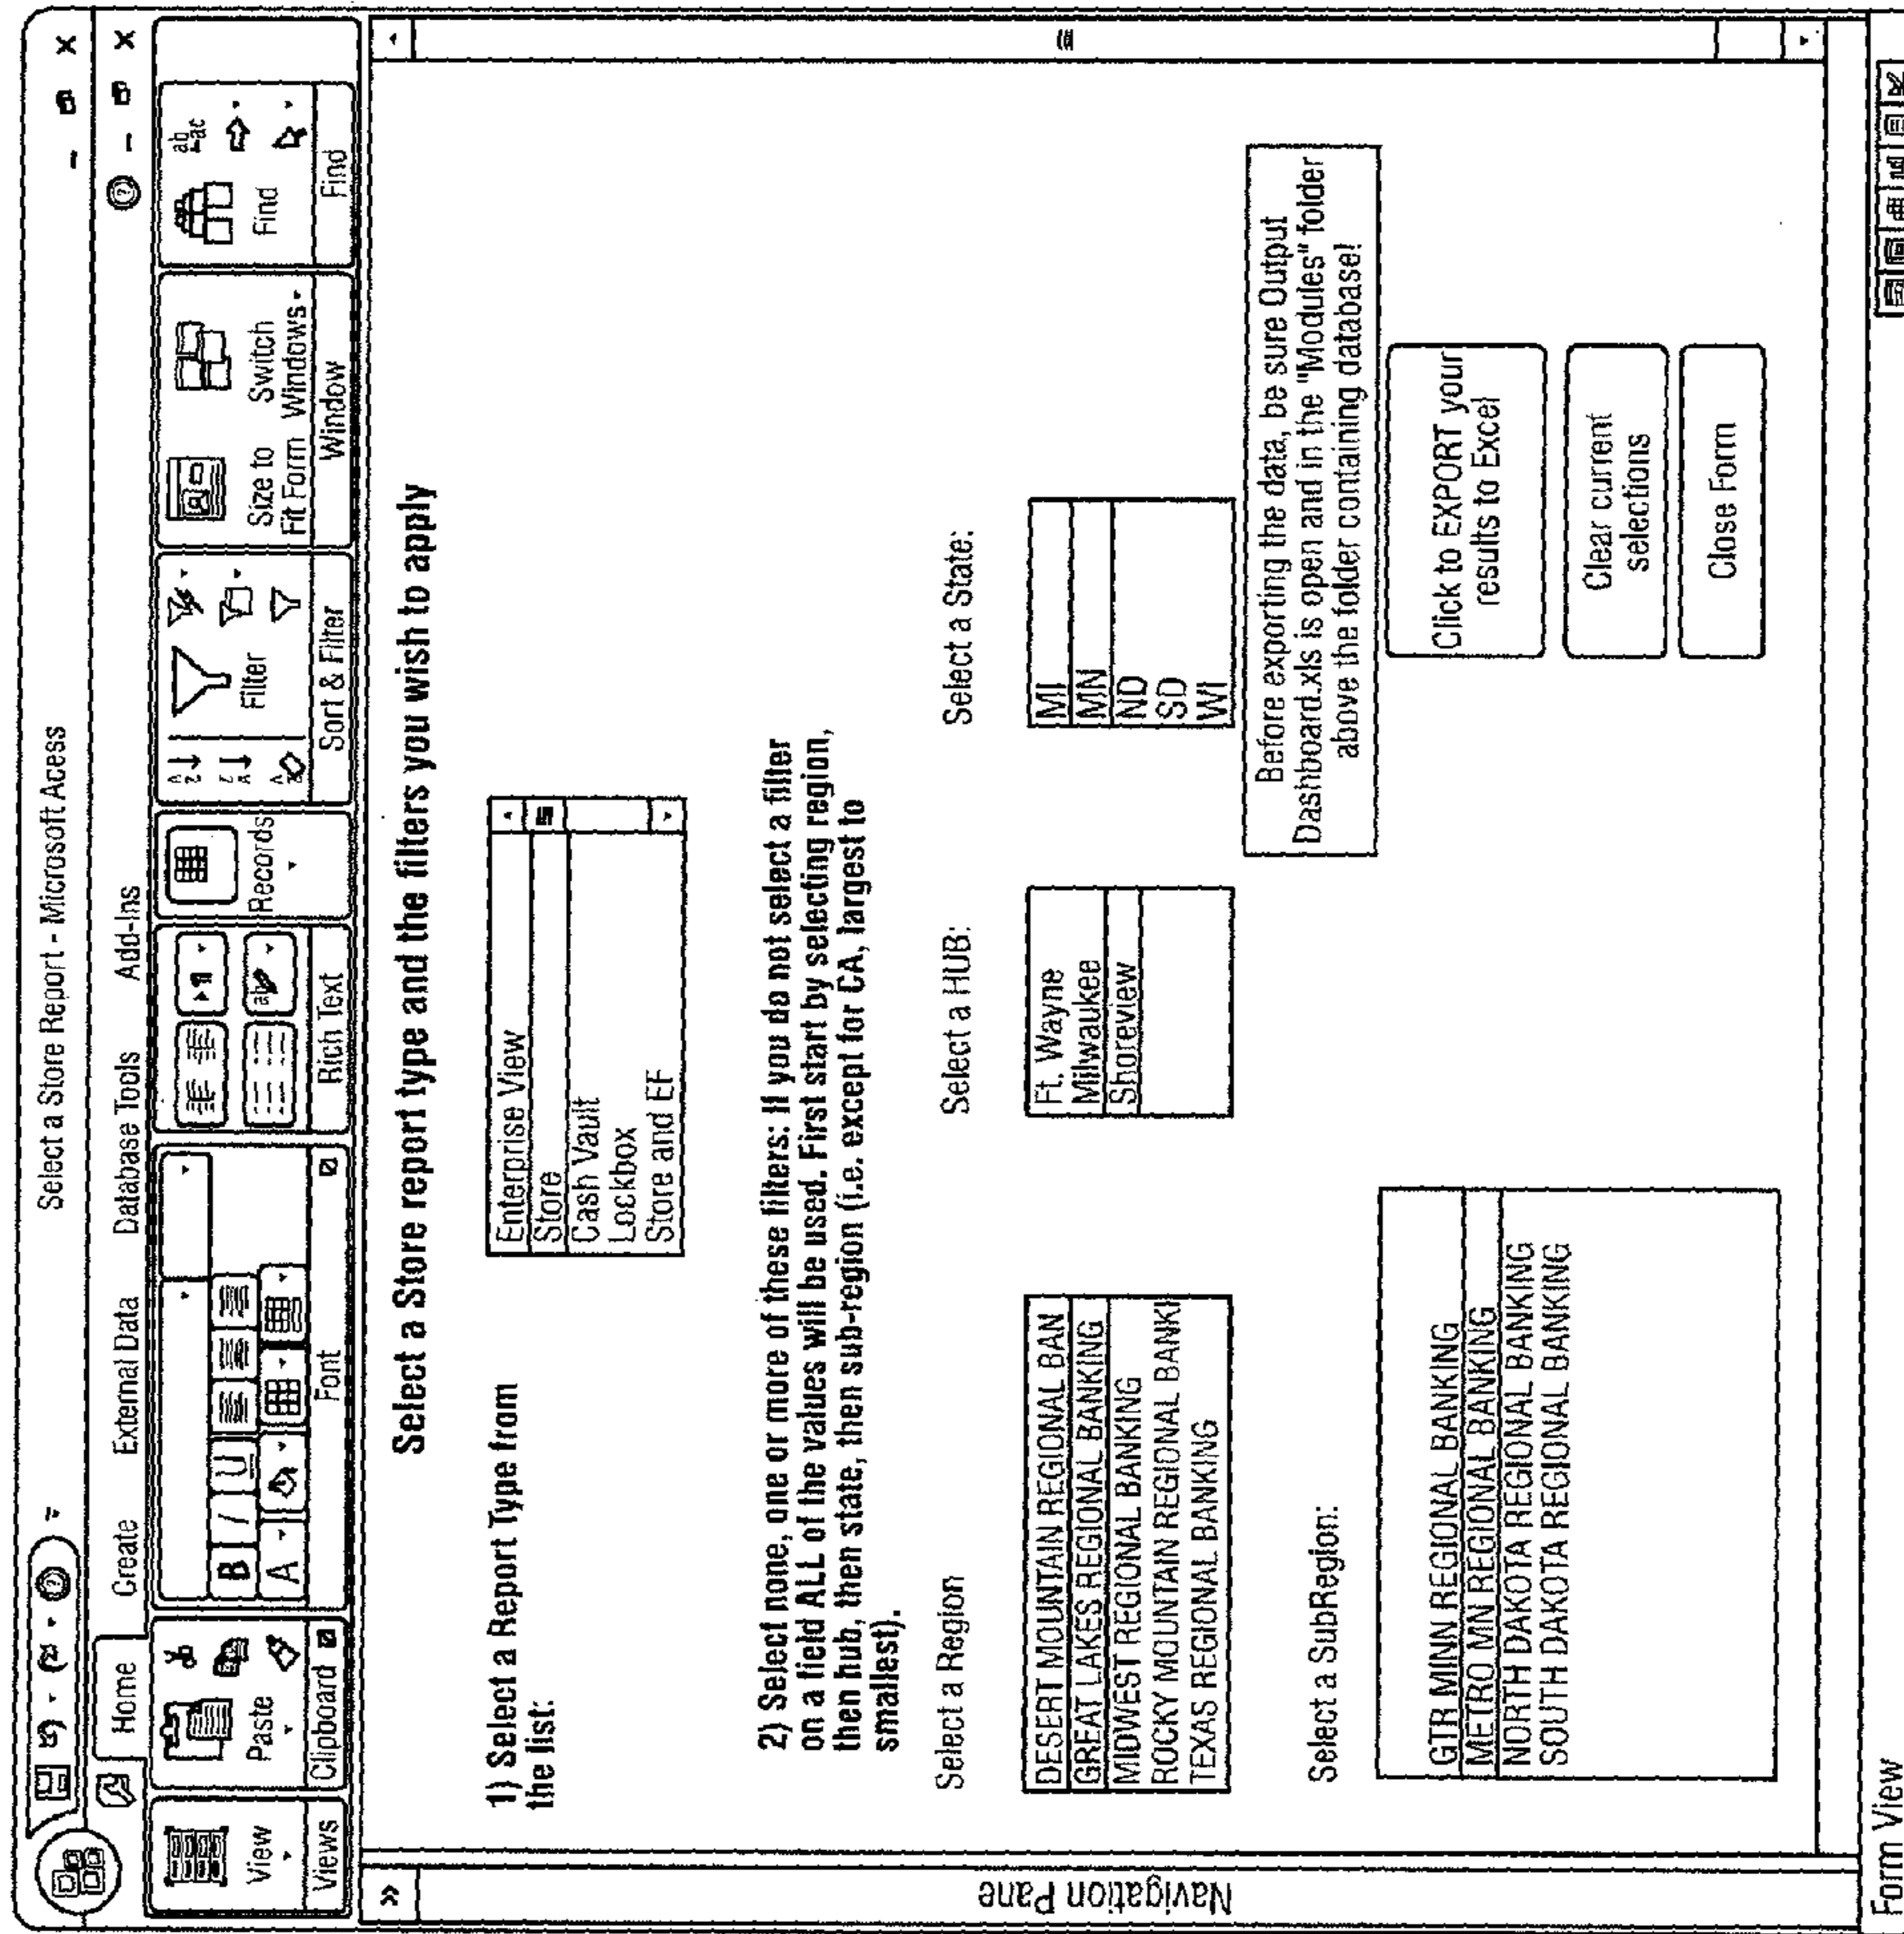 Select a Store Report - Microsoft Acess
Home Create External Data Database Tools Add-Ins
View
Paste
B I U
A
Records
Filter
Size to Fit Form
Switch Windows
Find
ab
ac
Views Clipboard Font Rich Text Sort & Filter Window Find
Navigation Pane
Select a Store report type and the filters you wish to apply
1) Select a Report Type from
the list:
Enterprise View
Store
Cash Vault
Lockbox
Store and EF
2) Select none, one or more of these filters: If you do not select a filter
on a field ALL of the values will be used. First start by selecting region,
then hub, then state, then sub-region (i.e. except for CA, largest to
smallest).
Select a Region
DESERT MOUNTAIN REGIONAL BAN
GREAT LAKES REGIONAL BANKING
MIDWEST REGIONAL BANKING
ROCKY MOUNTAIN REGIONAL BANKI
TEXAS REGIONAL BANKING
Select a HUB:
Ft. Wayne
Milwaukee
Shoreview
Select a State:
MI
MN
ND
SD
WI
Select a SubRegion:
GTR MINN REGIONAL BANKING
METRO MN REGIONAL BANKING
NORTH DAKOTA REGIONAL BANKING
SOUTH DAKOTA REGIONAL BANKING
Before exporting the data, be sure Output
Dashboard.xls is open and in the "Modules" folder
above the folder containing database!
Click to EXPORT your
results to Excel
Clear current
selections
Close Form
Form View